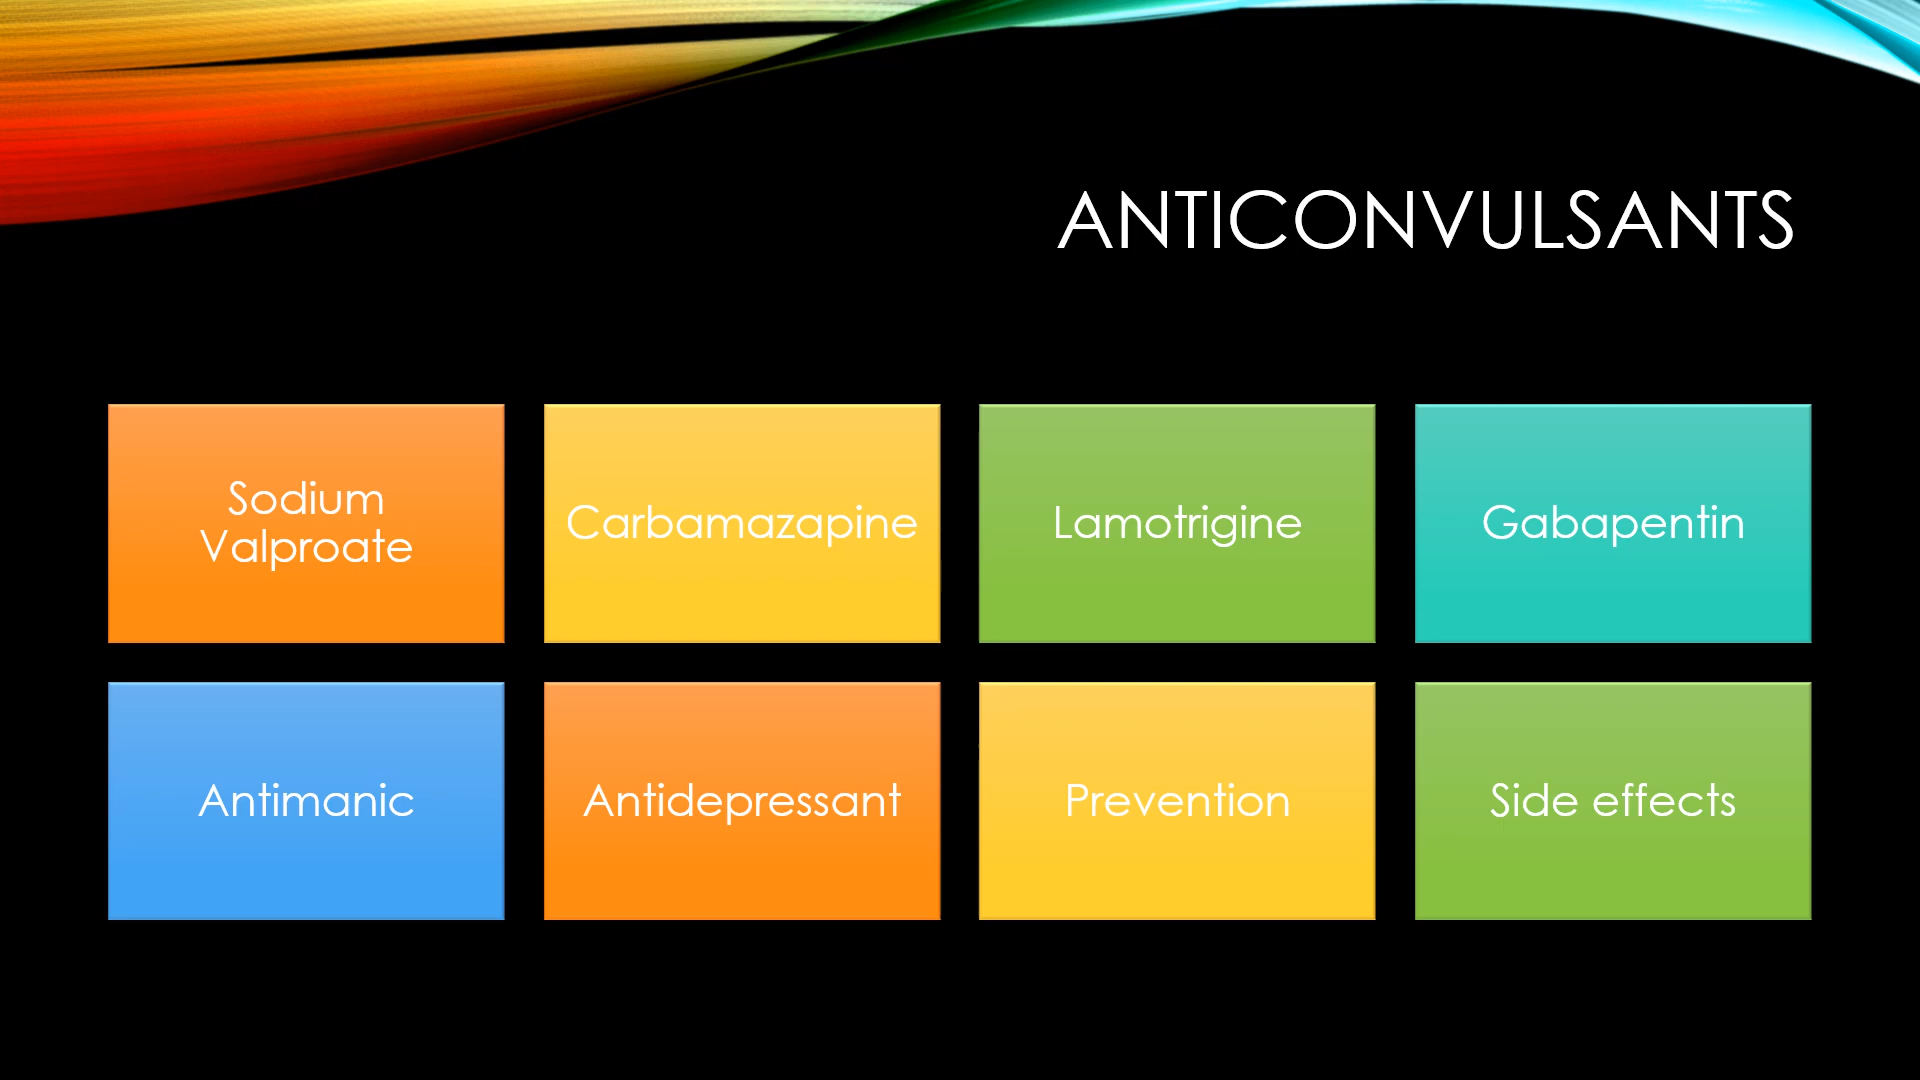 ANTICONVULSANTS
Sodium
Valproate
Carbamazapine
Lamotrigine
Gabapentin
Antimanic
Antidepressant
Prevention
Side effects